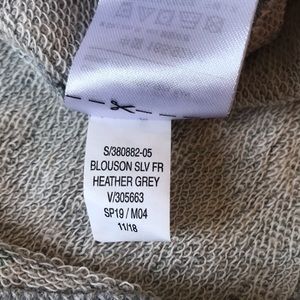 S/380882-05
BLOUSON SLV FR
HEATHER GREY
V/305663
SP19 / M04
11/18